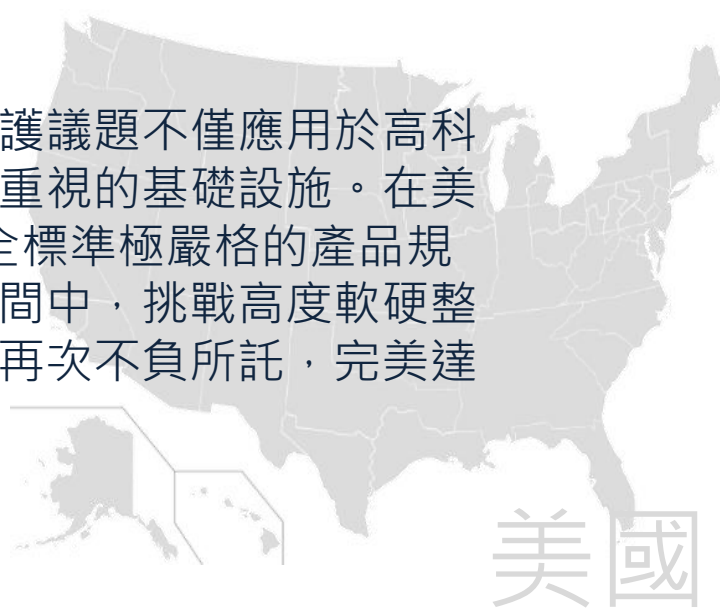 護議題不僅應用於高科
重視的基礎設施。在美
全標準極嚴格的產品規
間中，挑戰高度軟硬整
再次不負所託，完美達
美國